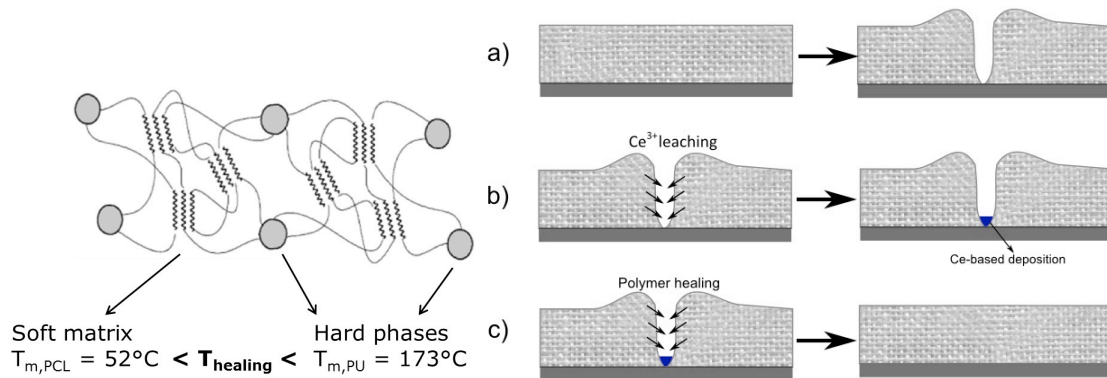 Soft matrix
Hard phases
Tm,PCL = 52°C < Thealing < Tm,PU = 173°C
a)
b)
Ce3+ leaching
Ce-based deposition
c)
Polymer healing